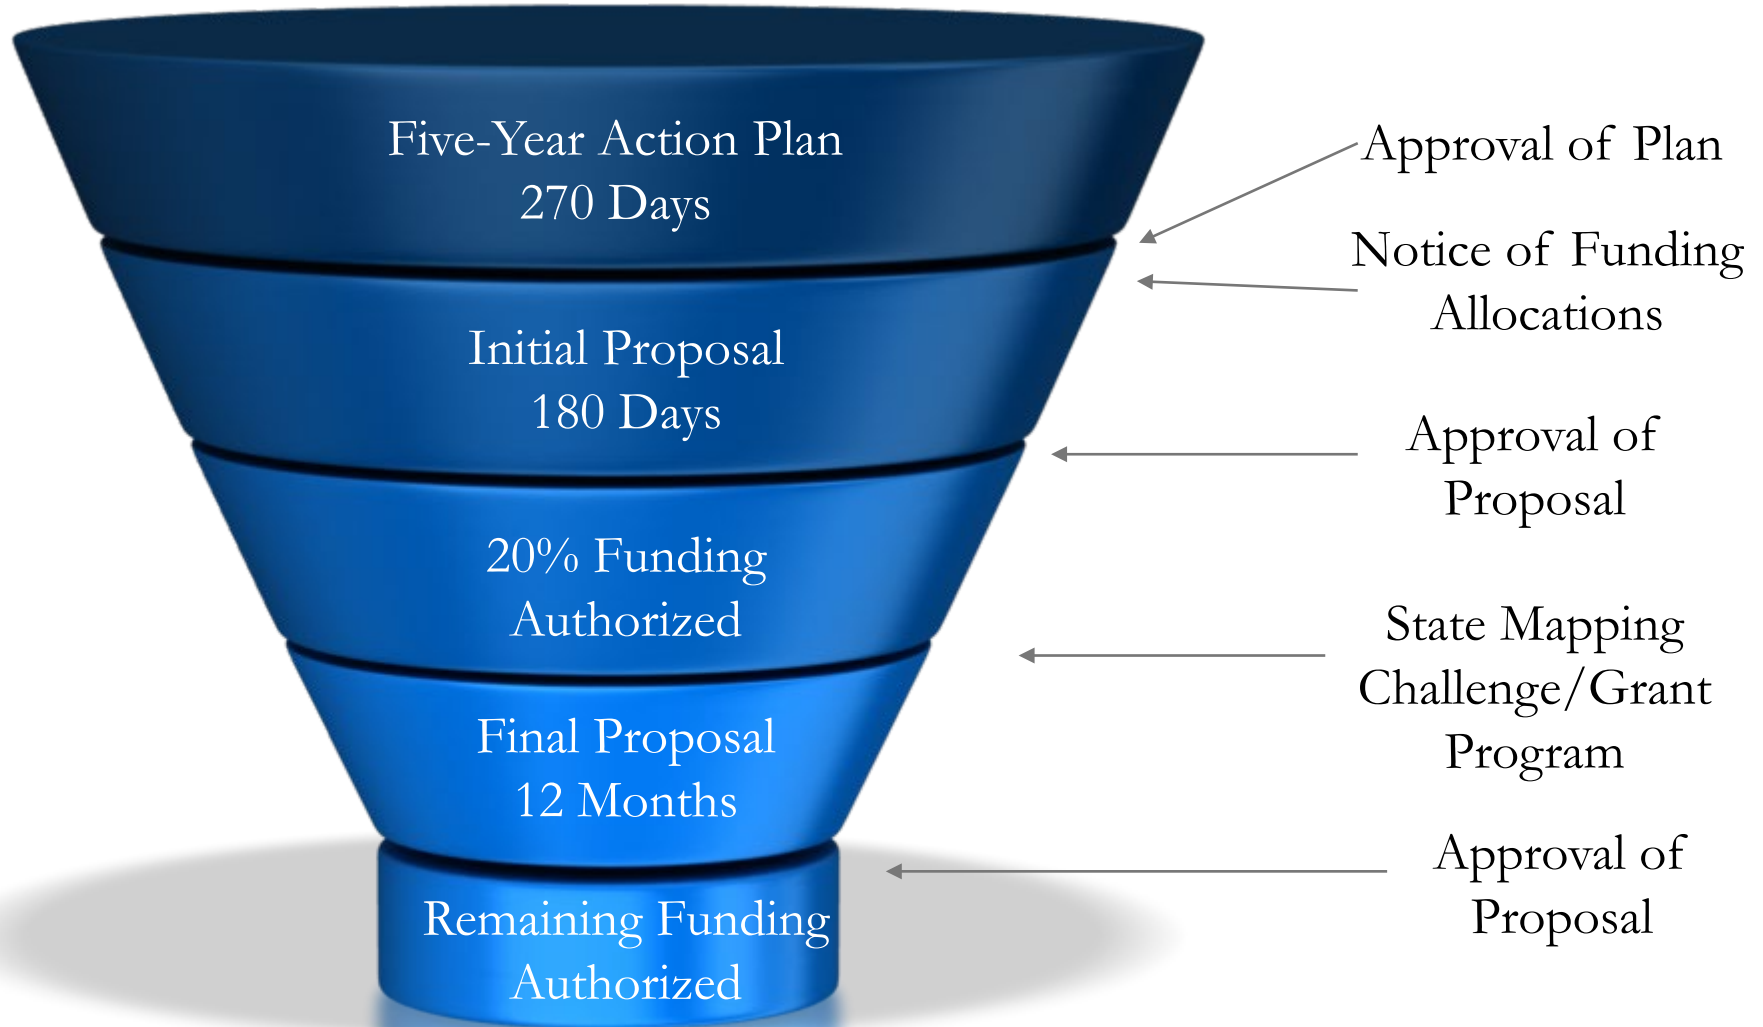 Five-Year Action Plan
270 Days
Approval of Plan
Notice of Funding
Allocations
Initial Proposal
180 Days
Approval of
Proposal
20% Funding
Authorized
State Mapping
Challenge/Grant
Program
Final Proposal
12 Months
Approval of
Proposal
Remaining Funding
Authorized